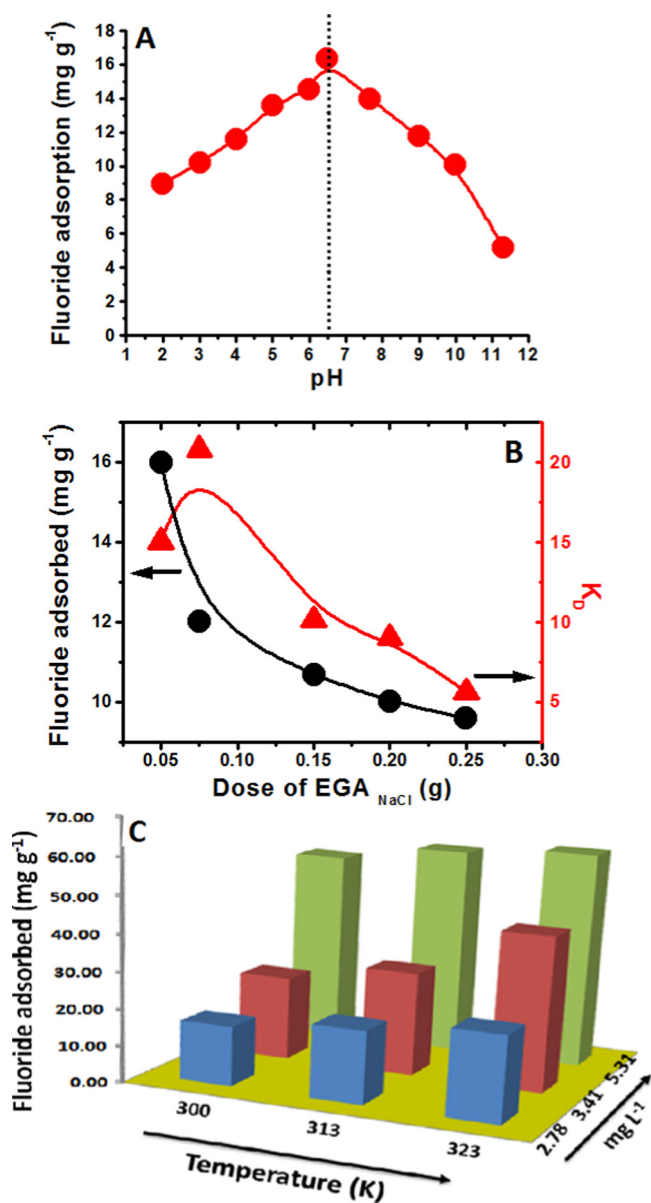 A
Fluoride adsorption (mg g⁻¹)
18
16
14
12
10
8
6
4
2
0
1 2 3 4 5 6 7 8 9 10 11 12
pH
B
Fluoride adsorbed (mg g⁻¹)
16
14
12
10
20
15
10
5
K_D
0.05 0.10 0.15 0.20 0.25 0.30
Dose of EGA NaCl (g)
C
Fluoride adsorbed (mg g⁻¹)
70.00
60.00
50.00
40.00
30.00
20.00
10.00
0.00
300 313 323
Temperature (K)
2.78 3.41 5.31
mg L⁻¹